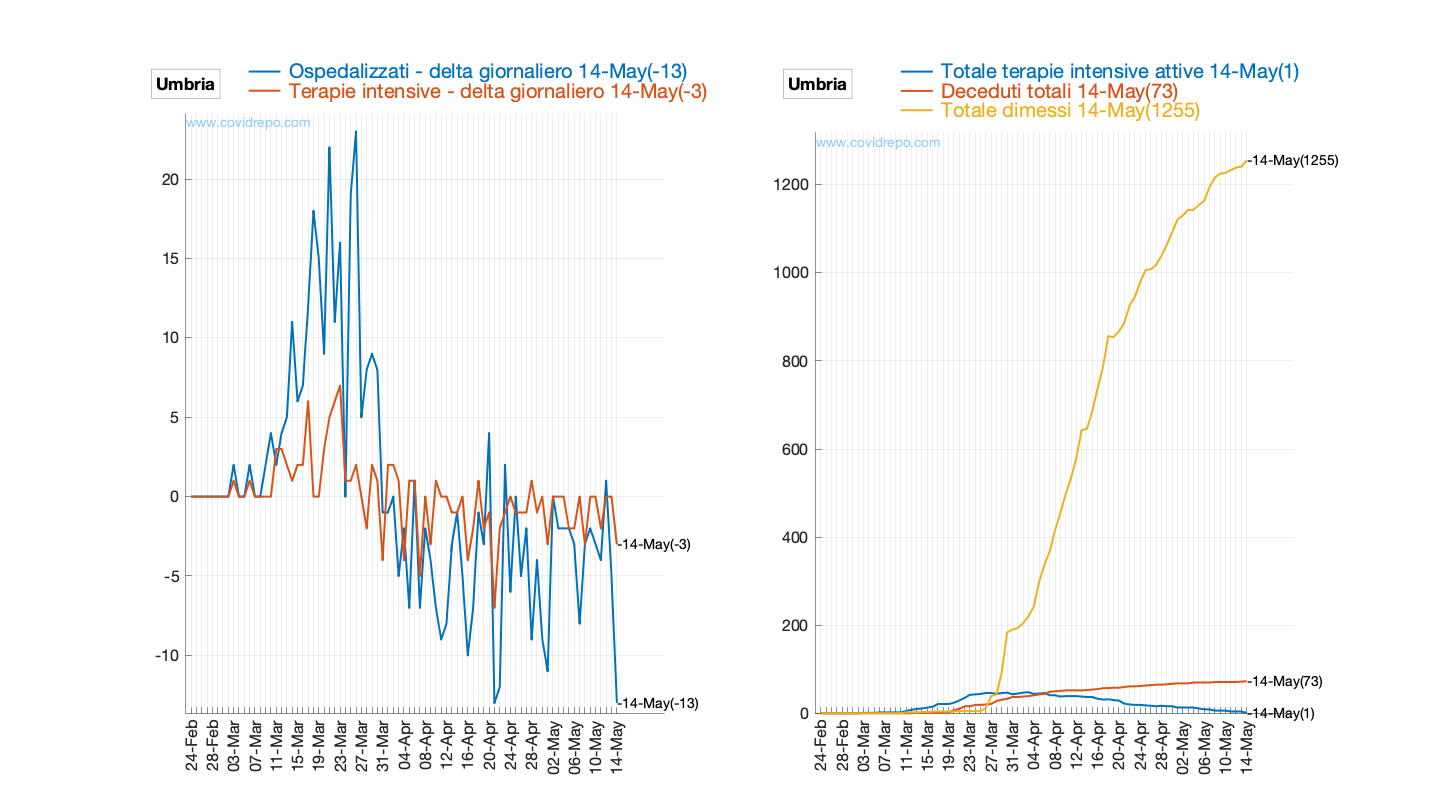 Umbria
Ospedalizzati - delta giornaliero 14-May(-13)
Terapie intensive - delta giornaliero 14-May(-3)
www.covidrepo.com
20
15
10
5
0
-5
-10
-14-May(-3)
-14-May(-13)
24-Feb
28-Feb
03-Mar
07-Mar
11-Mar
15-Mar
19-Mar
23-Mar
27-Mar
31-Mar
04-Apr
08-Apr
12-Apr
16-Apr
20-Apr
24-Apr
28-Apr
02-May
06-May
10-May
14-May
Umbria
Totale terapie intensive attive 14-May(1)
Deceduti totali 14-May(73)
Totale dimessi 14-May(1255)
www.covidrepo.com
1200
1000
800
600
400
200
0
-14-May(1255)
-14-May(73)
-14-May(1)
24-Feb
28-Feb
03-Mar
07-Mar
11-Mar
15-Mar
19-Mar
23-Mar
27-Mar
31-Mar
04-Apr
08-Apr
12-Apr
16-Apr
20-Apr
24-Apr
28-Apr
02-May
06-May
10-May
14-May